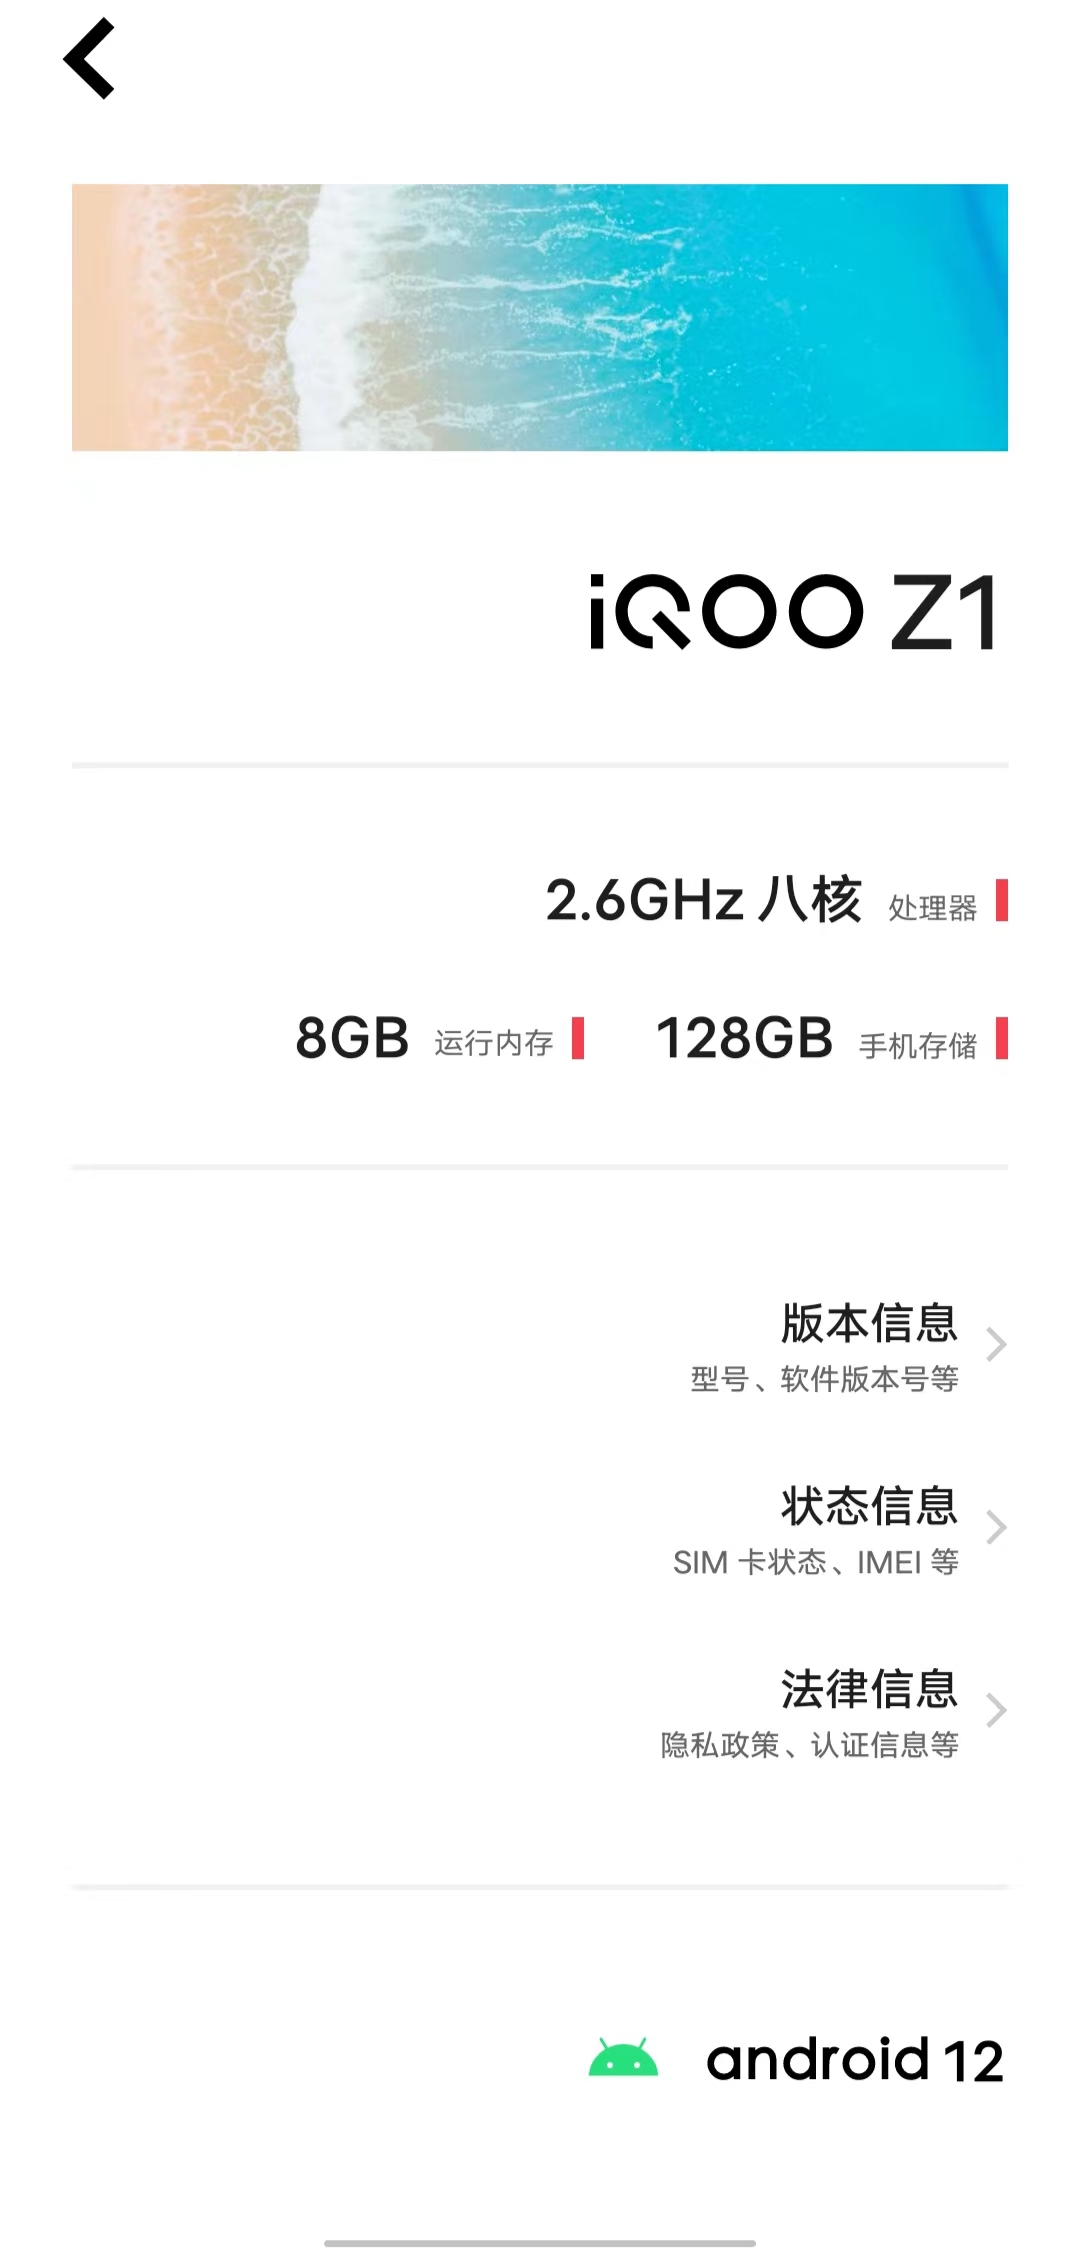 iQOO Z1
2.6GHz 八核 处理器
8GB 运行内存 128GB 手机存储
版本信息
型号、软件版本号等
状态信息
SIM 卡状态、IMEI 等
法律信息
隐私政策、认证信息等
android 12